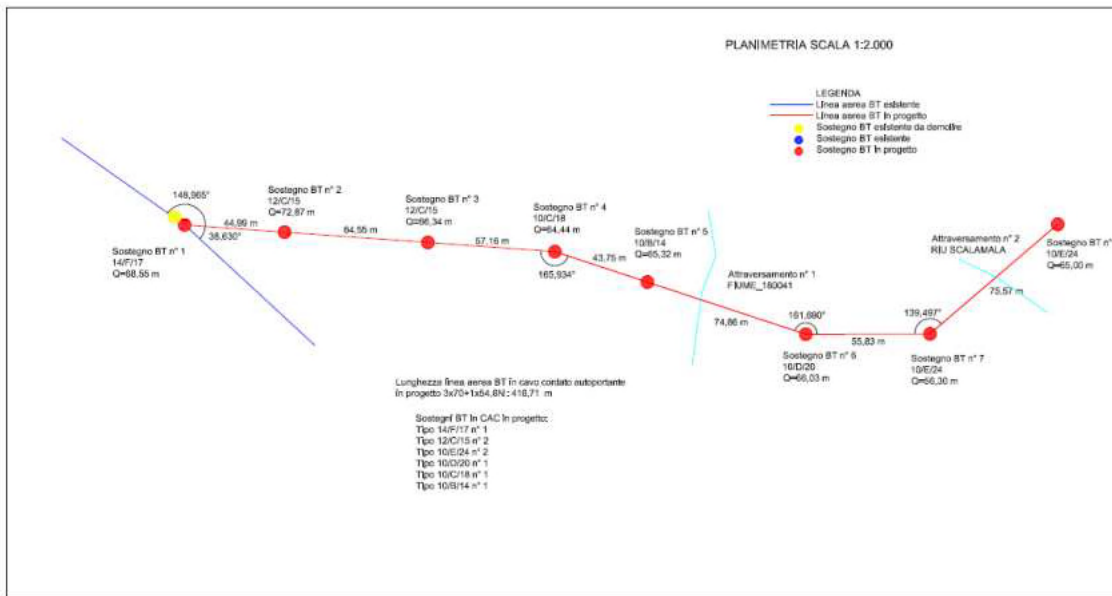 PLANIMETRIA SCALA 1:2.000
LEGENDA
Linea aerea BT esistente
Linea aerea BT in progetto
Sostegno BT esistente da demolire
Sostegno BT esistente
Sostegno BT in progetto
148,965°
38,630°
Sostegno BT n° 1
14/F/17
Q=68,55 m
44,99 m
Sostegno BT n° 2
12/C/15
Q=72,87 m
64,55 m
Sostegno BT n° 3
12/C/15
Q=66,34 m
57,16 m
Sostegno BT n° 4
10/C/18
Q=64,44 m
165,934°
43,75 m
Sostegno BT n° 5
10/B/14
Q=65,32 m
Attraversamento n° 1
FIUME_180041
74,86 m
161,690°
Sostegno BT n° 6
10/D/20
Q=66,03 m
55,83 m
139,497°
Sostegno BT n° 7
10/E/24
Q=56,30 m
Attraversamento n° 2
RIU SCALAMALA
75,57 m
Sostegno BT n°
10/E/24
Q=65,00 m
Lunghezza linea aerea BT in cavo cordato autoportante
in progetto 3x70+1x54,6N : 416,71 m
Sostegni BT in CAC in progetto:
Tipo 14/F/17 n° 1
Tipo 12/C/15 n° 2
Tipo 10/E/24 n° 2
Tipo 10/D/20 n° 1
Tipo 10/C/18 n° 1
Tipo 10/B/14 n° 1